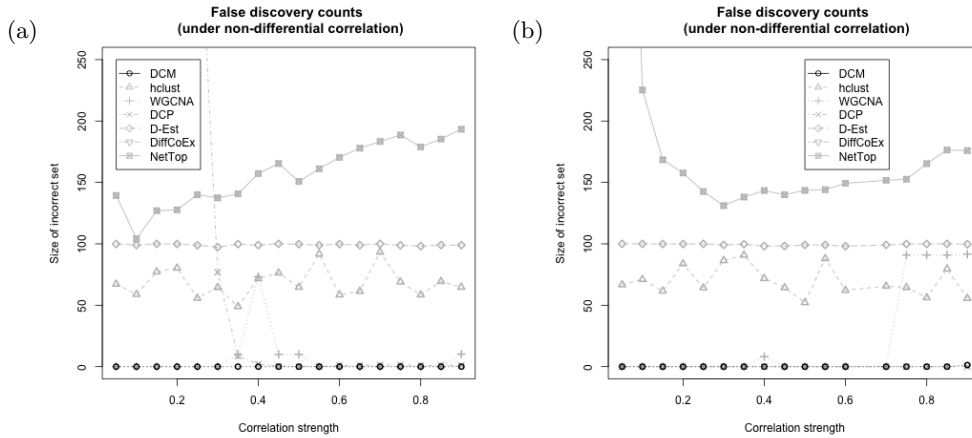 (a)
False discovery counts
(under non-differential correlation)
Size of incorrect set
250
200
150
100
50
0
DCM
hclust
WGCNA
DCP
D-Est
DiffCoEx
NetTop
0.2
0.4
0.6
0.8
Correlation strength
(b)
False discovery counts
(under non-differential correlation)
Size of incorrect set
250
200
150
100
50
0
DCM
hclust
WGCNA
DCP
D-Est
DiffCoEx
NetTop
0.2
0.4
0.6
0.8
Correlation strength